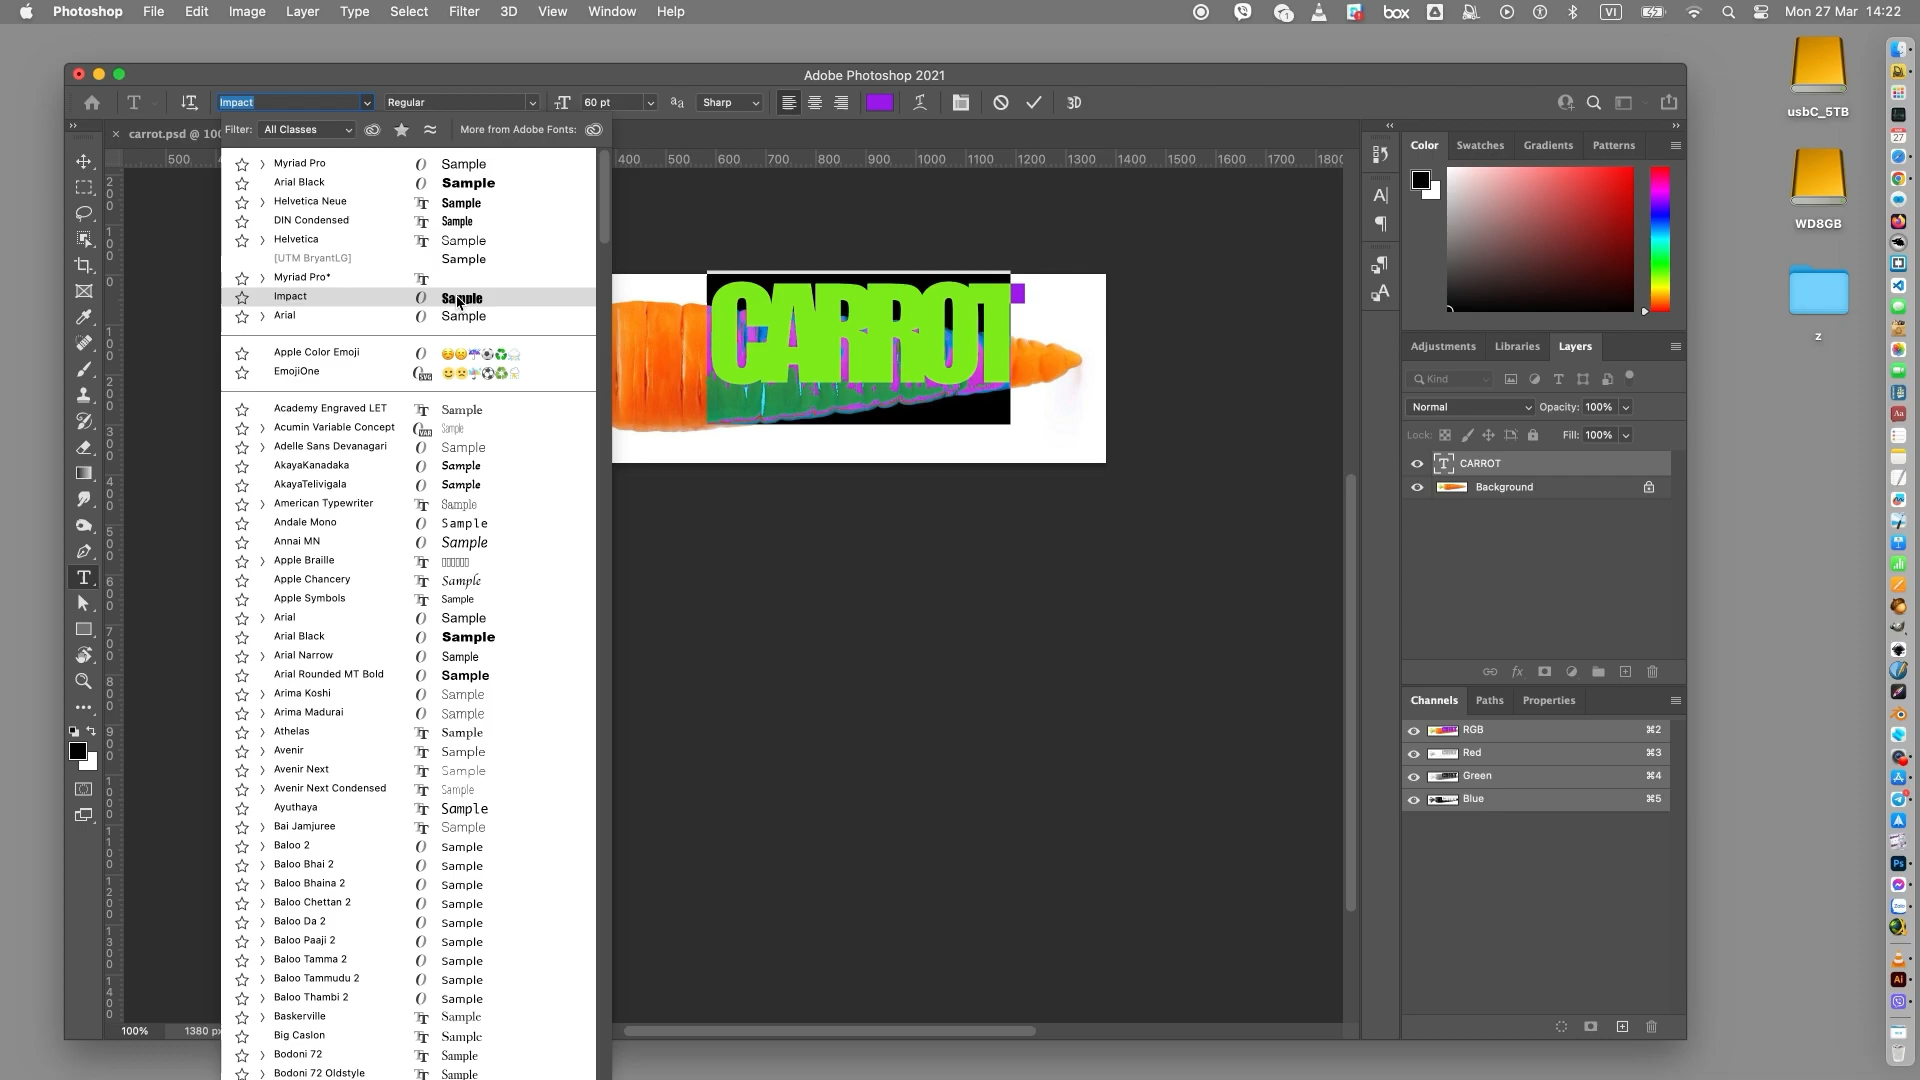 Photoshop File Edit Image Layer Type Select Filter 3D View Window Help
1 box VI Mon 27 Mar 14:22
Adobe Photoshop 2021
T Impact Regular 60 pt Sharp 3D
Filter: All Classes More from Adobe Fonts:
× carrot.psd @ 100
500
400 500 600 700 800 900 1000 1100 1200 1300 1400 1500 1600 1700 1800
Myriad Pro Sample
Arial Black Sample
Helvetica Neue Sample
DIN Condensed Sample
Helvetica Sample
[UTM BryantLG] Sample
Myriad Pro*
Impact Sample
Arial Sample
Apple Color Emoji
EmojiOne
Academy Engraved LET Sample
Acumin Variable Concept Sample
Adelle Sans Devanagari Sample
AkayaKanadaka Sample
AkayaTelivigala Sample
American Typewriter Sample
Andale Mono Sample
Annai MN Sample
Apple Braille
Apple Chancery Sample
Apple Symbols Sample
Arial Sample
Arial Black Sample
Arial Narrow Sample
Arial Rounded MT Bold Sample
Arima Koshi Sample
Arima Madurai Sample
Athelas Sample
Avenir Sample
Avenir Next Sample
Avenir Next Condensed Sample
Ayuthaya Sample
Bai Jamjuree Sample
Baloo 2 Sample
Baloo Bhai 2 Sample
Baloo Bhaina 2 Sample
Baloo Chettan 2 Sample
Baloo Da 2 Sample
Baloo Paaji 2 Sample
Baloo Tamma 2 Sample
Baloo Tammudu 2 Sample
Baloo Thambi 2 Sample
Baskerville Sample
Big Caslon Sample
Bodoni 72 Sample
Bodoni 72 Oldstyle Sample
CARROT
100% 1380 px
Color Swatches Gradients Patterns
Adjustments Libraries Layers
Kind
Normal Opacity: 100%
Lock: Fill: 100%
CARROT
Background
Channels Paths Properties
RGB ⌘2
Red ⌘3
Green ⌘4
Blue ⌘5
usbC_5TB
WD8GB
z